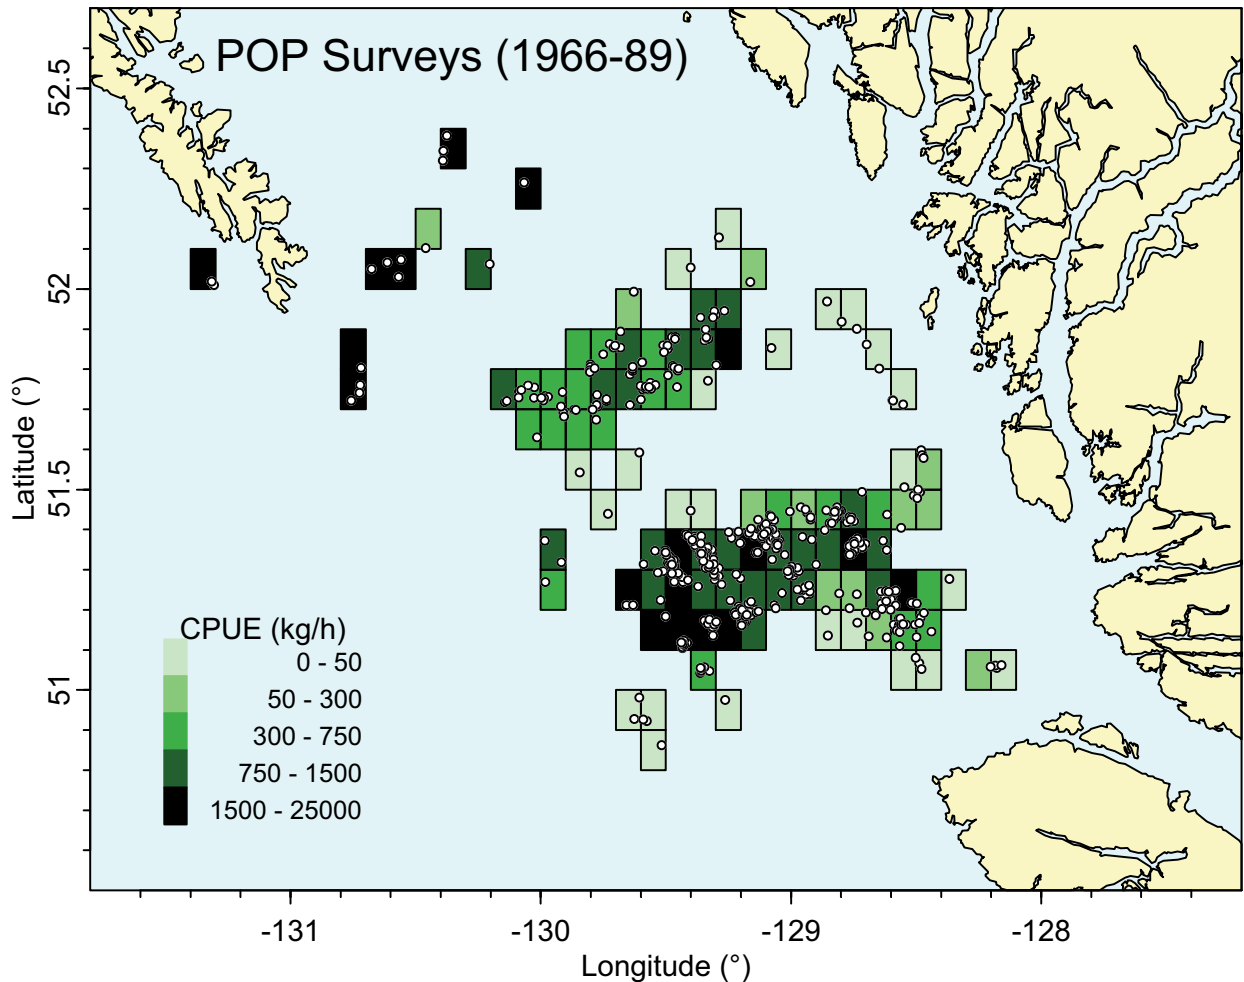 POP Surveys (1966-89)
52.5
52
51.5
51
Latitude (°)
CPUE (kg/h)
0 - 50
50 - 300
300 - 750
750 - 1500
1500 - 25000
-131
-130
-129
-128
Longitude (°)